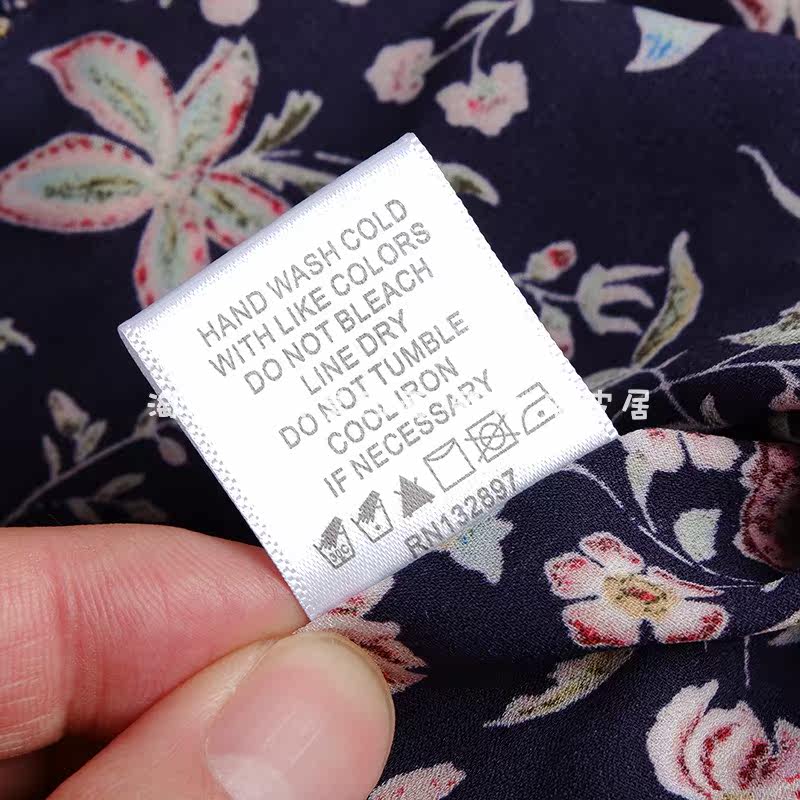 HAND WASH COLD
WITH LIKE COLORS
DO NOT BLEACH
LINE DRY
DO NOT TUMBLE
COOL IRON
IF NECESSARY
30C
RN132897